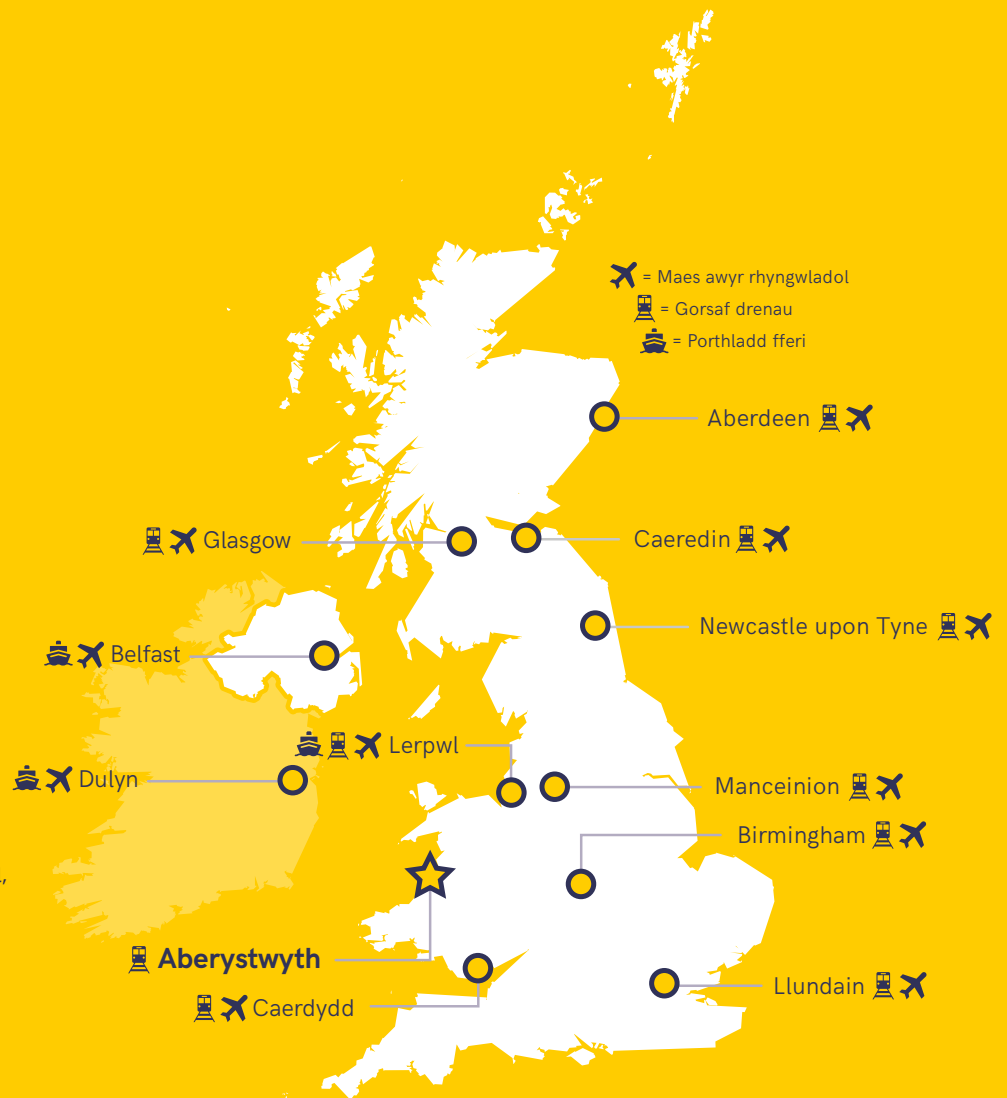 = Maes awyr rhyngwladol
= Gorsaf drenau
= Porthladd fferi
Aberdeen
Glasgow
Caeredin
Newcastle upon Tyne
Belfast
Lerpwl
Dulyn
Manceinion
Birmingham
Aberystwyth
Llundain
Caerdydd